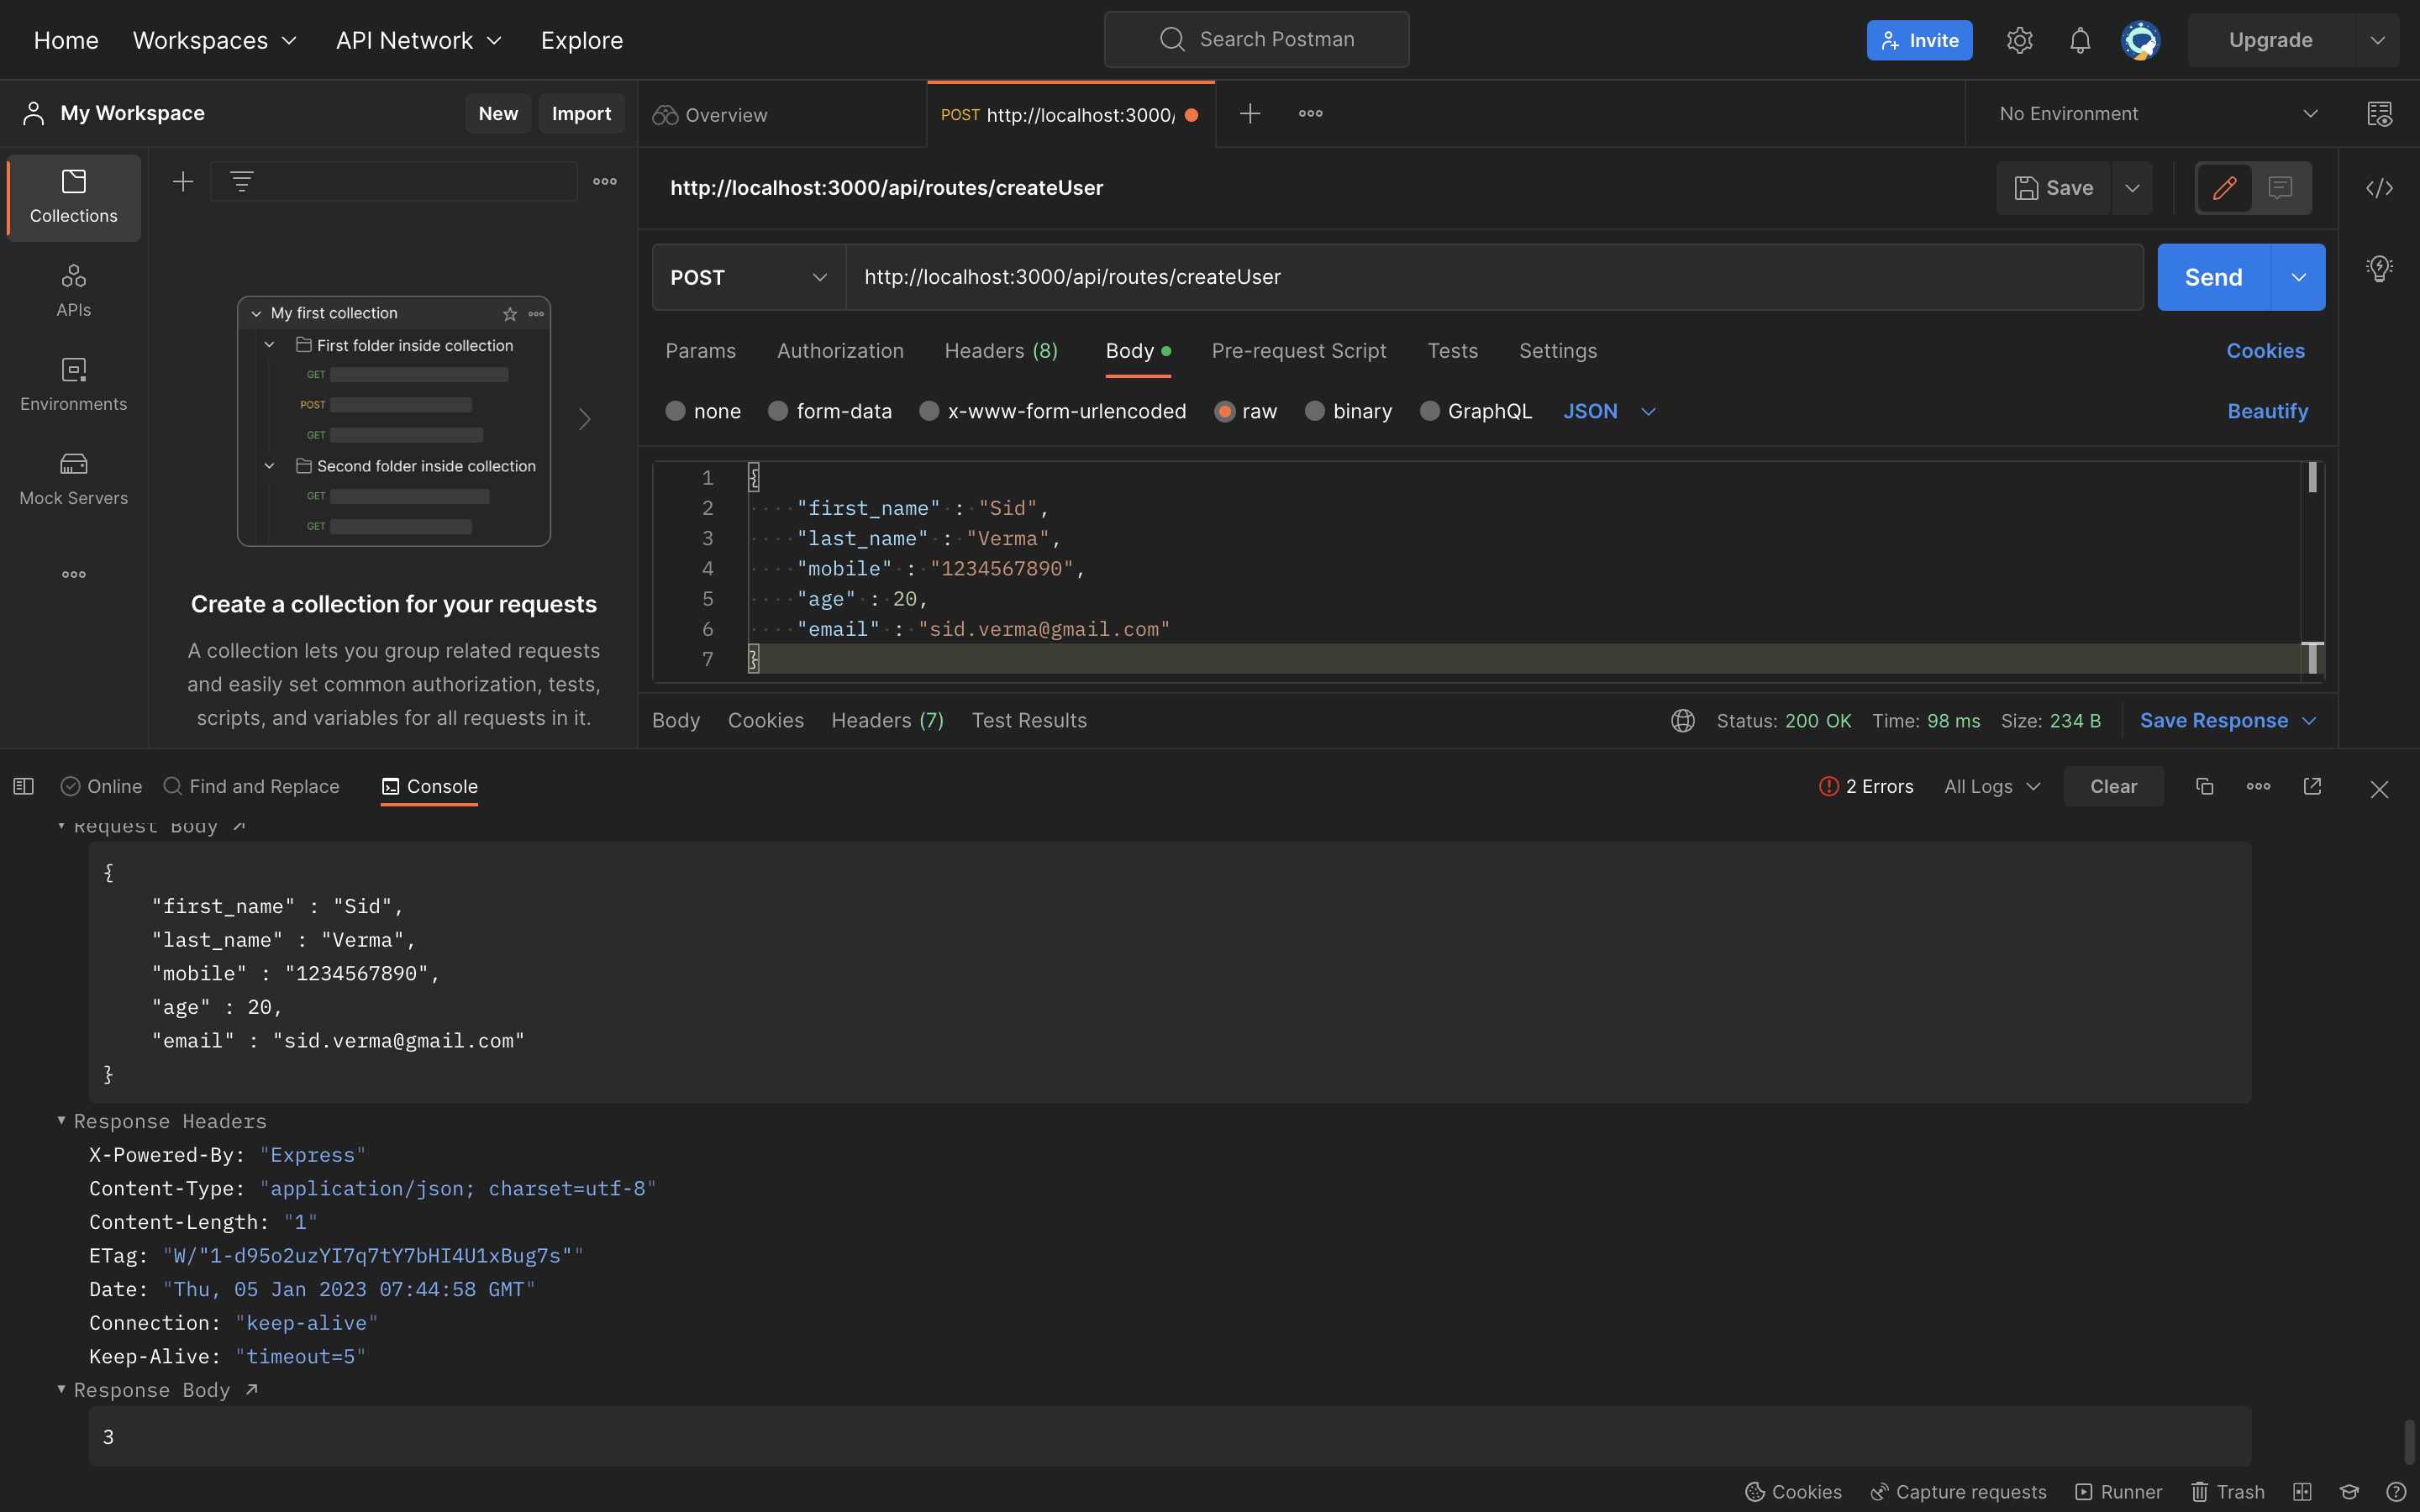 Home Workspaces API Network Explore Search Postman Invite Upgrade
My Workspace New Import
Overview POST http://localhost:3000/ No Environment
Collections
APIs
Environments
Mock Servers
My first collection
First folder inside collection
GET
POST
GET
Second folder inside collection
GET
GET
Create a collection for your requests
A collection lets you group related requests
and easily set common authorization, tests,
scripts, and variables for all requests in it.
http://localhost:3000/api/routes/createUser Save
POST http://localhost:3000/api/routes/createUser Send
Params Authorization Headers (8) Body Pre-request Script Tests Settings Cookies
none form-data x-www-form-urlencoded raw binary GraphQL JSON Beautify
1 {
2 "first_name" : "Sid",
3 "last_name" : "Verma",
4 "mobile" : "1234567890",
5 "age" : 20,
6 "email" : "sid.verma@gmail.com"
7 }
Body Cookies Headers (7) Test Results Status: 200 OK Time: 98 ms Size: 234 B Save Response
Online Find and Replace Console 2 Errors All Logs Clear
Request Body
{
"first_name" : "Sid",
"last_name" : "Verma",
"mobile" : "1234567890",
"age" : 20,
"email" : "sid.verma@gmail.com"
}
Response Headers
X-Powered-By: "Express"
Content-Type: "application/json; charset=utf-8"
Content-Length: "1"
ETag: "W/"1-d95o2uzYI7q7tY7bHI4U1xBug7s""
Date: "Thu, 05 Jan 2023 07:44:58 GMT"
Connection: "keep-alive"
Keep-Alive: "timeout=5"
Response Body
3
Cookies Capture requests Runner Trash